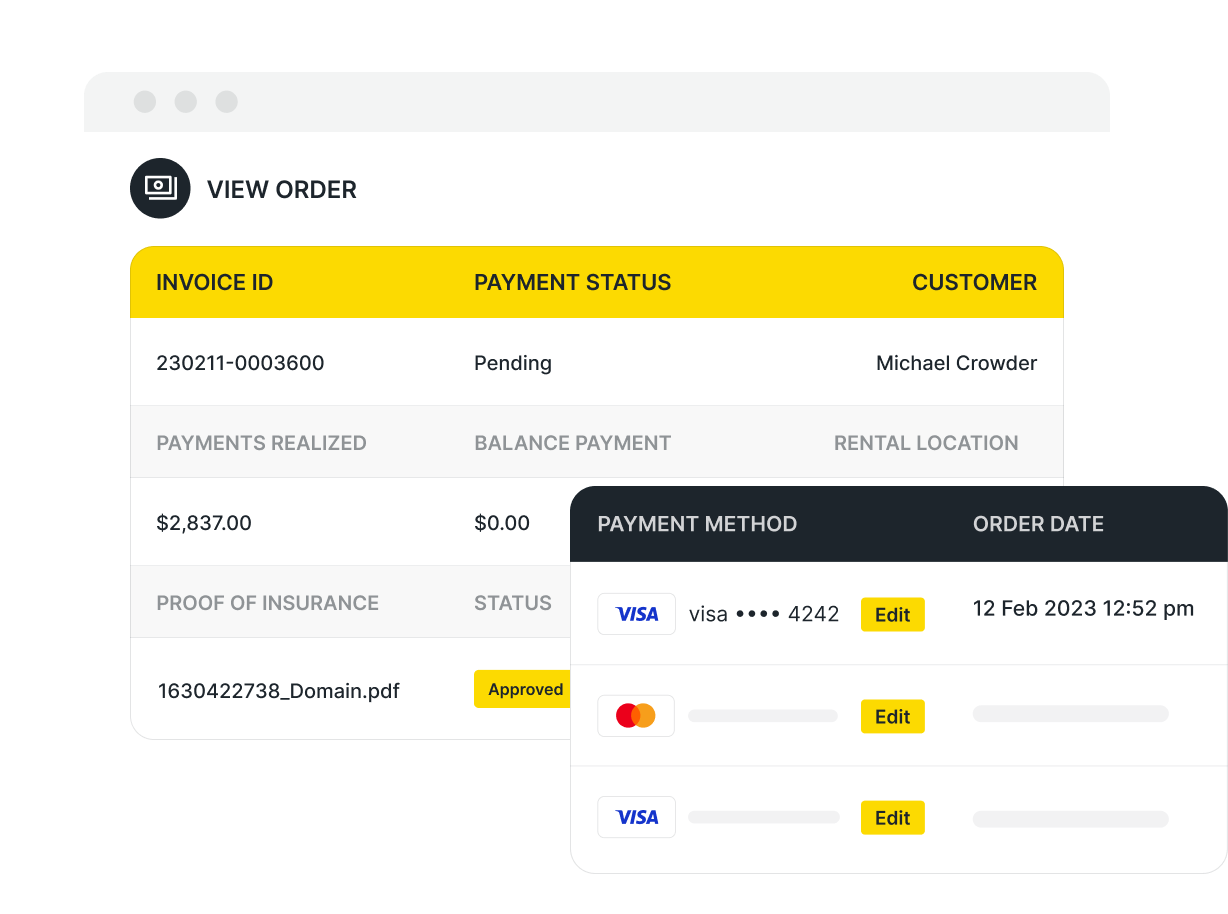 VIEW ORDER
INVOICE ID PAYMENT STATUS CUSTOMER
230211-0003600 Pending Michael Crowder
PAYMENTS REALIZED BALANCE PAYMENT RENTAL LOCATION
$2,837.00 $0.00
PROOF OF INSURANCE STATUS
1630422738_Domain.pdf Approved
PAYMENT METHOD ORDER DATE
VISA visa •••• 4242 Edit 12 Feb 2023 12:52 pm
Edit
VISA Edit